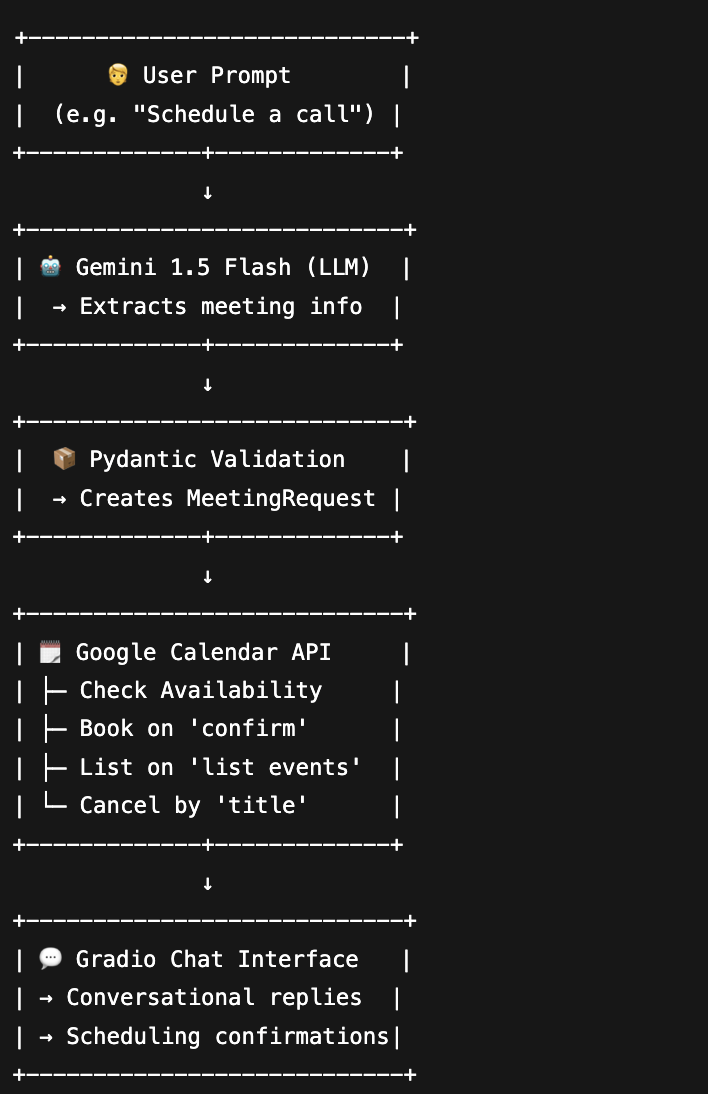 +——————————————————————————————+
|      👨 User Prompt        |
|  (e.g. "Schedule a call") |
+—————————————+—————————————+
              ↓
+——————————————————————————————+
| 🤖 Gemini 1.5 Flash (LLM)  |
|  → Extracts meeting info  |
+—————————————+—————————————+
              ↓
+——————————————————————————————+
|  📦 Pydantic Validation    |
|  → Creates MeetingRequest |
+—————————————+—————————————+
              ↓
+——————————————————————————————+
| 🗓️ Google Calendar API     |
| ├─ Check Availability     |
| ├─ Book on 'confirm'      |
| ├─ List on 'list events'  |
| └─ Cancel by 'title'      |
+—————————————+—————————————+
              ↓
+——————————————————————————————+
| 💬 Gradio Chat Interface   |
| → Conversational replies  |
| → Scheduling confirmations|
+——————————————————————————————+